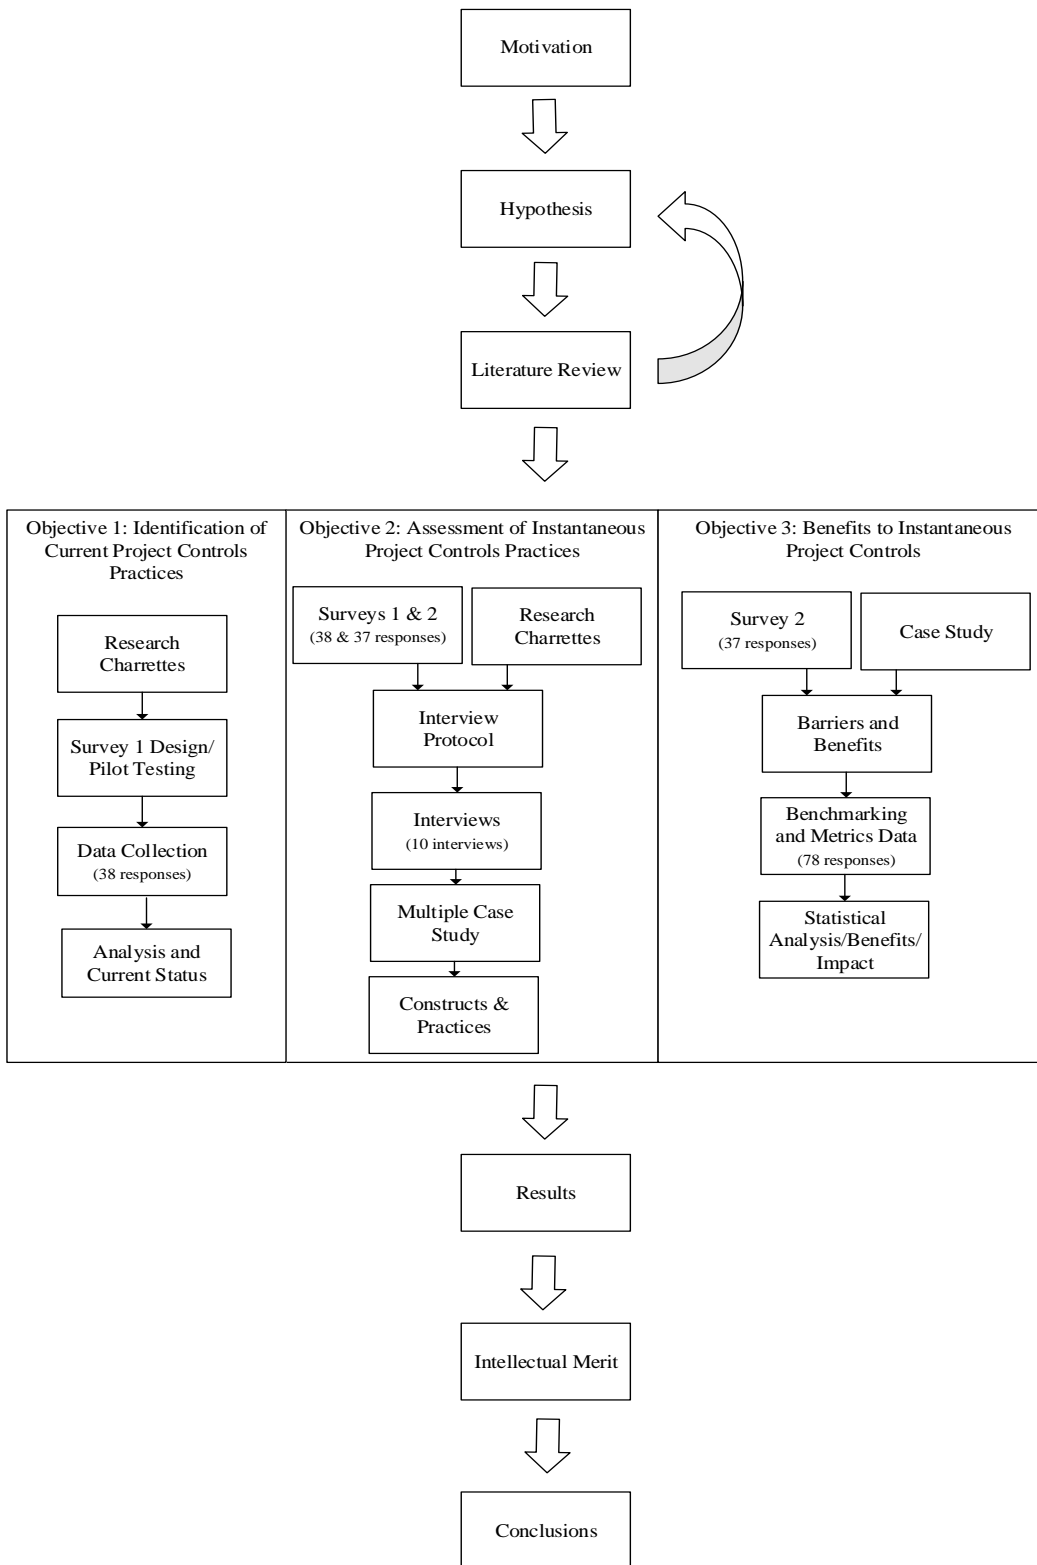 Motivation
Hypothesis
Literature Review
Objective 1: Identification of
Current Project Controls
Practices
Research
Charrettes
Survey 1 Design/
Pilot Testing
Data Collection
(38 responses)
Analysis and
Current Status
Objective 2: Assessment of Instantaneous
Project Controls Practices
Surveys 1 & 2
(38 & 37 responses)
Research
Charrettes
Interview
Protocol
Interviews
(10 interviews)
Multiple Case
Study
Constructs &
Practices
Objective 3: Benefits to Instantaneous
Project Controls
Survey 2
(37 responses)
Case Study
Barriers and
Benefits
Benchmarking
and Metrics Data
(78 responses)
Statistical
Analysis/Benefits/
Impact
Results
Intellectual Merit
Conclusions